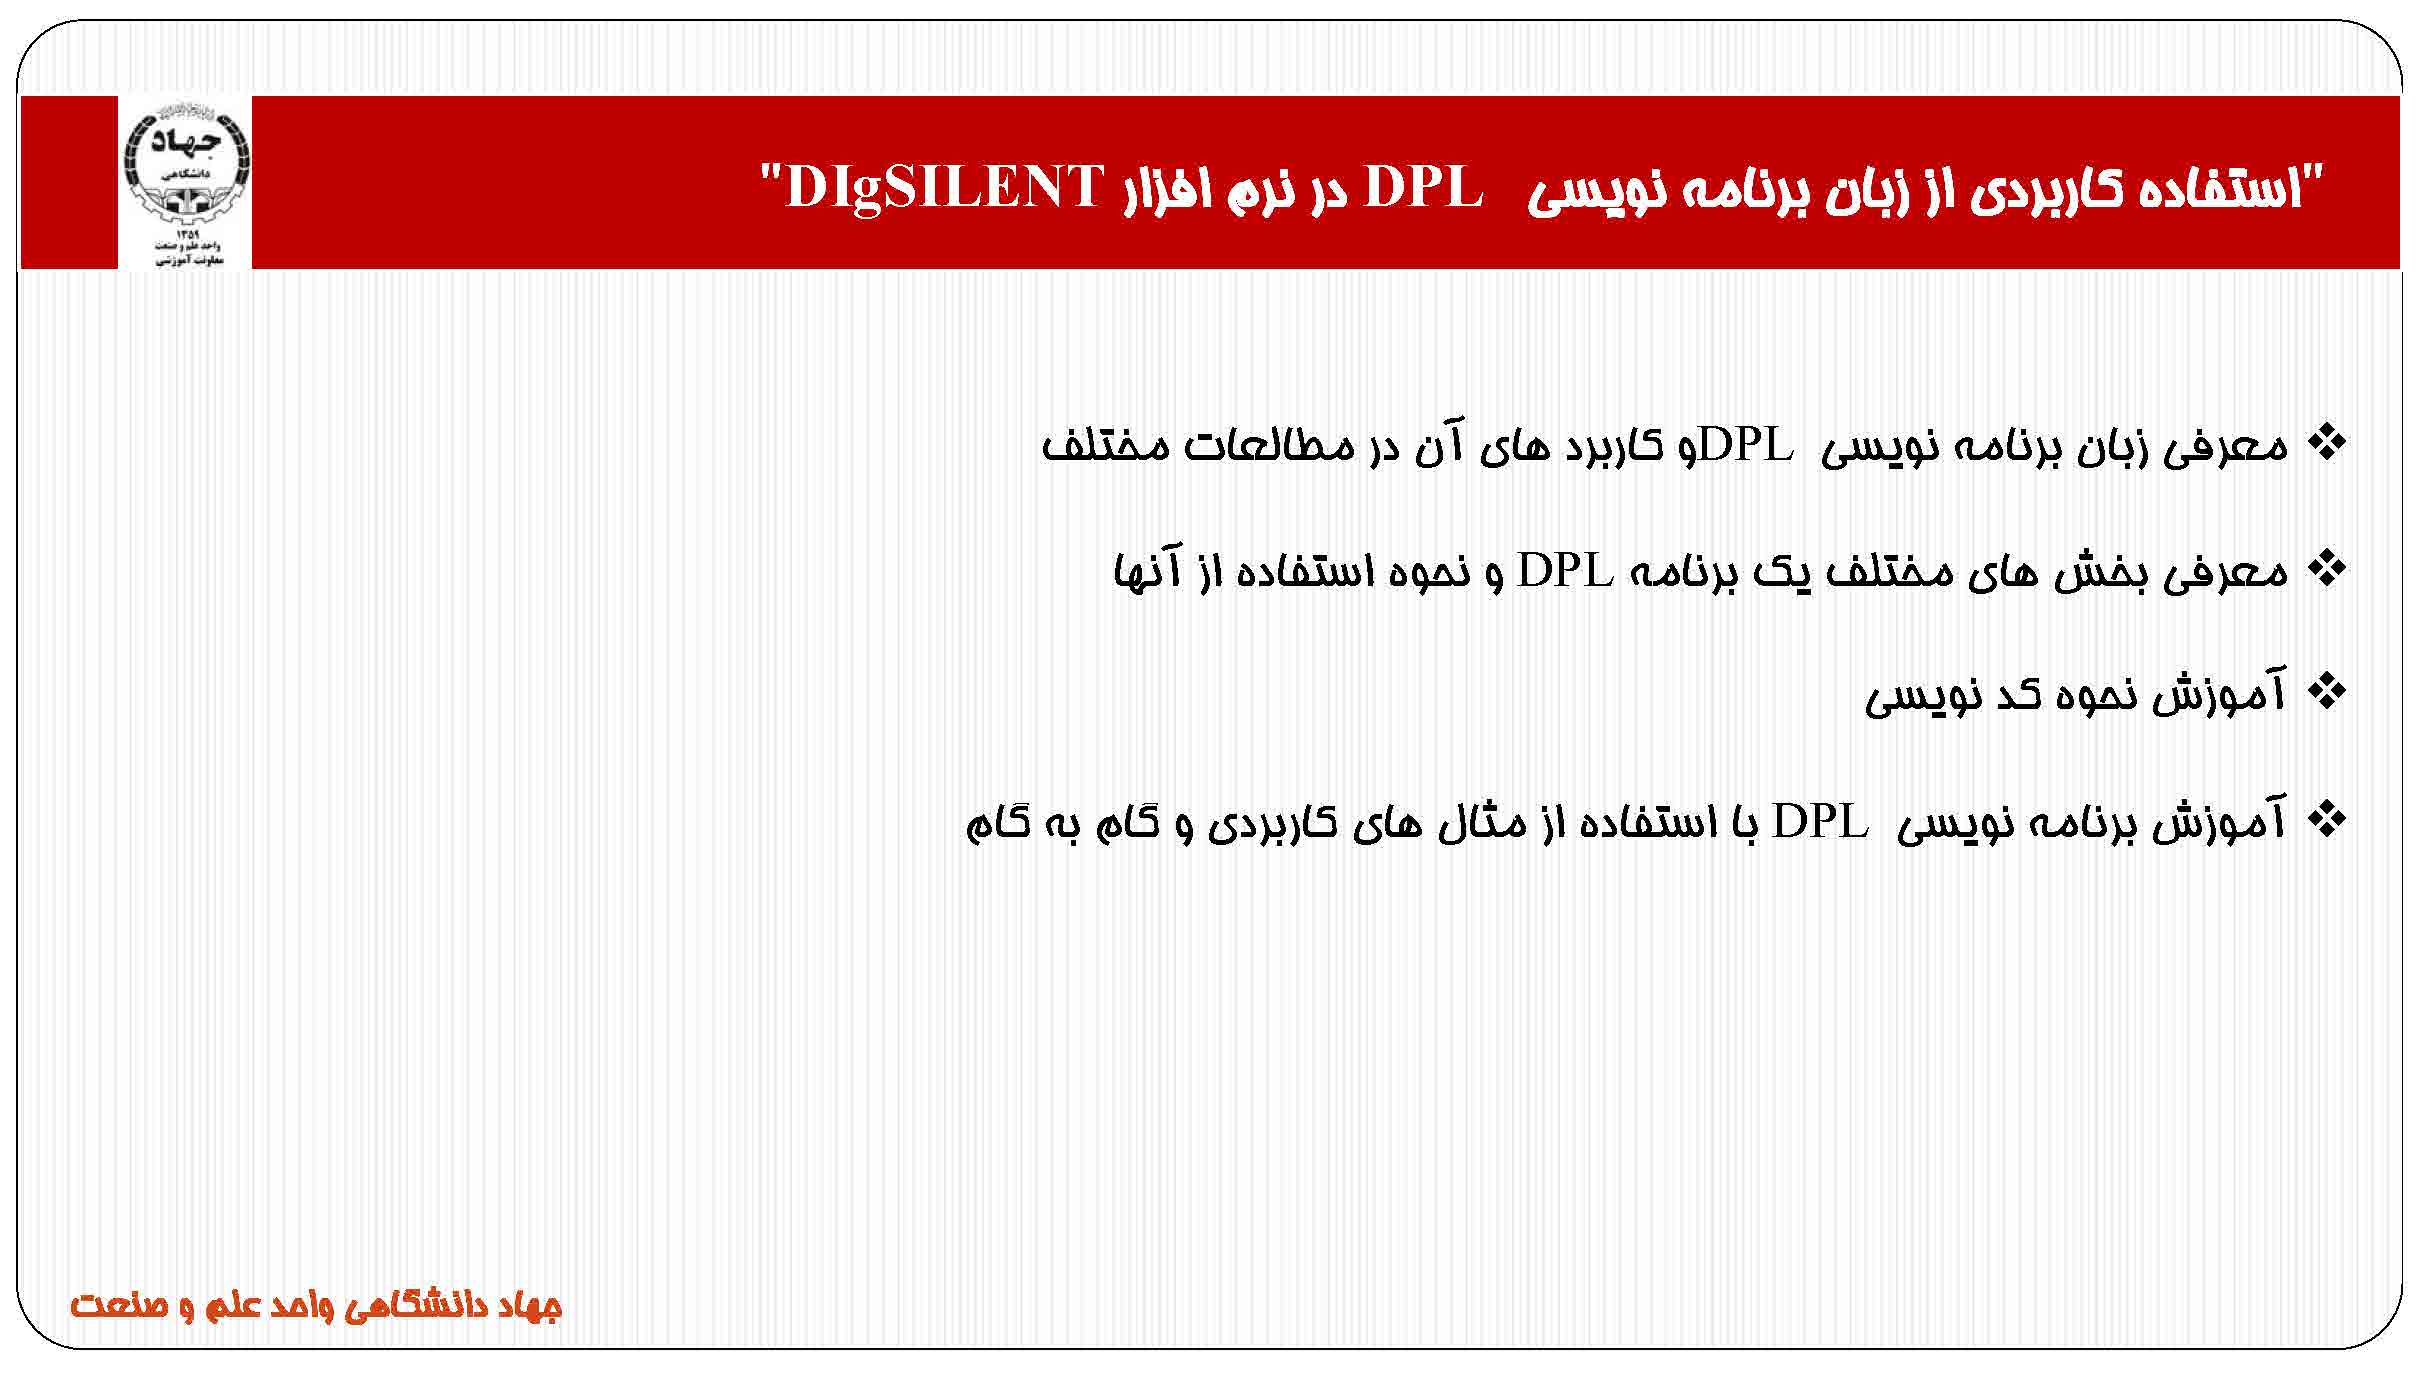 "استفاده کاربردی از زبان برنامه نویسی DPL در نرم افزار DIgSILENT"
جهاد
دانشگاهی
۱۳۵۹
واحد علم و صنعت
معاونت آموزشی
❖ معرفی زبان برنامه نویسی DPLو کاربرد های آن در مطالعات مختلف
❖ معرفی بخش های مختلف یک برنامه DPL و نحوه استفاده از آنها
❖ آموزش نحوه کد نویسی
❖ آموزش برنامه نویسی DPL با استفاده از مثال های کاربردی و گام به گام
جهاد دانشگاهی واحد علم و صنعت